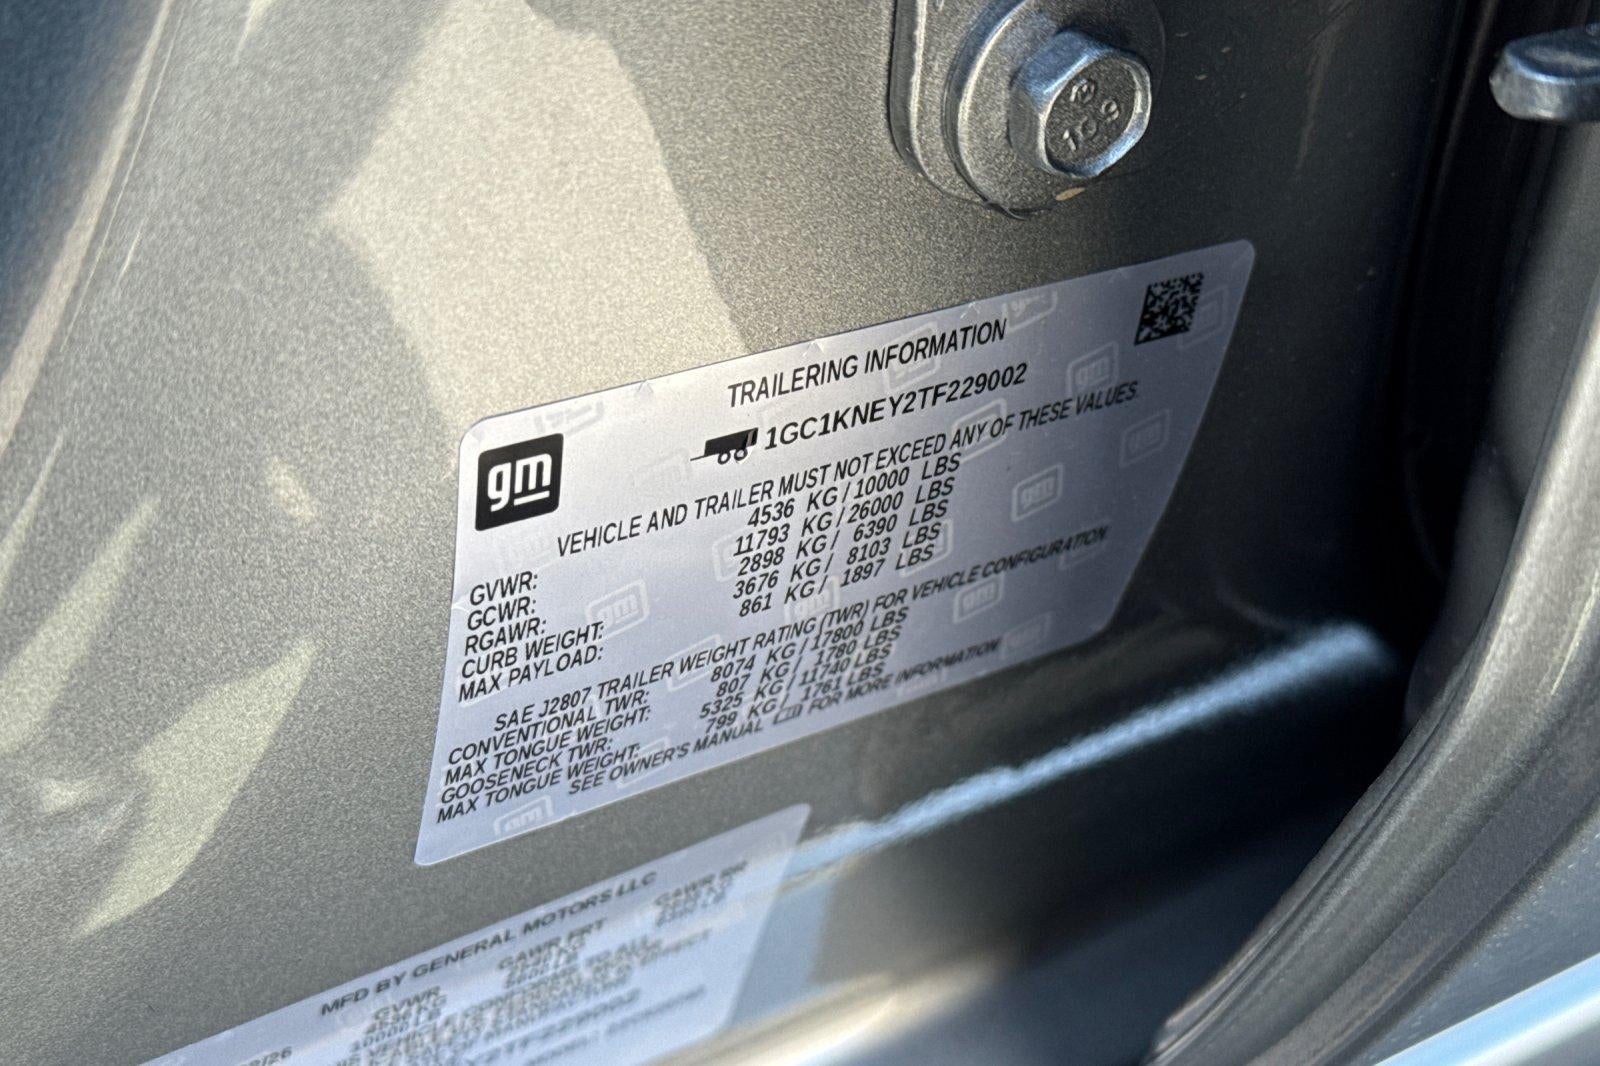 10.9
TRAILERING INFORMATION
gm
1GC1KNEY2TF229002
VEHICLE AND TRAILER MUST NOT EXCEED ANY OF THESE VALUES.
GVWR: 4536 KG / 10000 LBS
GCWR: 11793 KG / 26000 LBS
RGAWR: 2898 KG / 6390 LBS
CURB WEIGHT: 3676 KG / 8103 LBS
MAX PAYLOAD: 861 KG / 1897 LBS
SAE J2807 TRAILER WEIGHT RATING (TWR) FOR VEHICLE CONFIGURATION
CONVENTIONAL TWR: 8074 KG / 17800 LBS
MAX TONGUE WEIGHT: 807 KG / 1780 LBS
GOOSENECK TWR: 5325 KG / 11740 LBS
MAX TONGUE WEIGHT: 799 KG / 1761 LBS
SEE OWNER'S MANUAL FOR MORE INFORMATION
MFD BY GENERAL MOTORS LLC
GVWR GAWR FRT GAWR RR
10000 LB